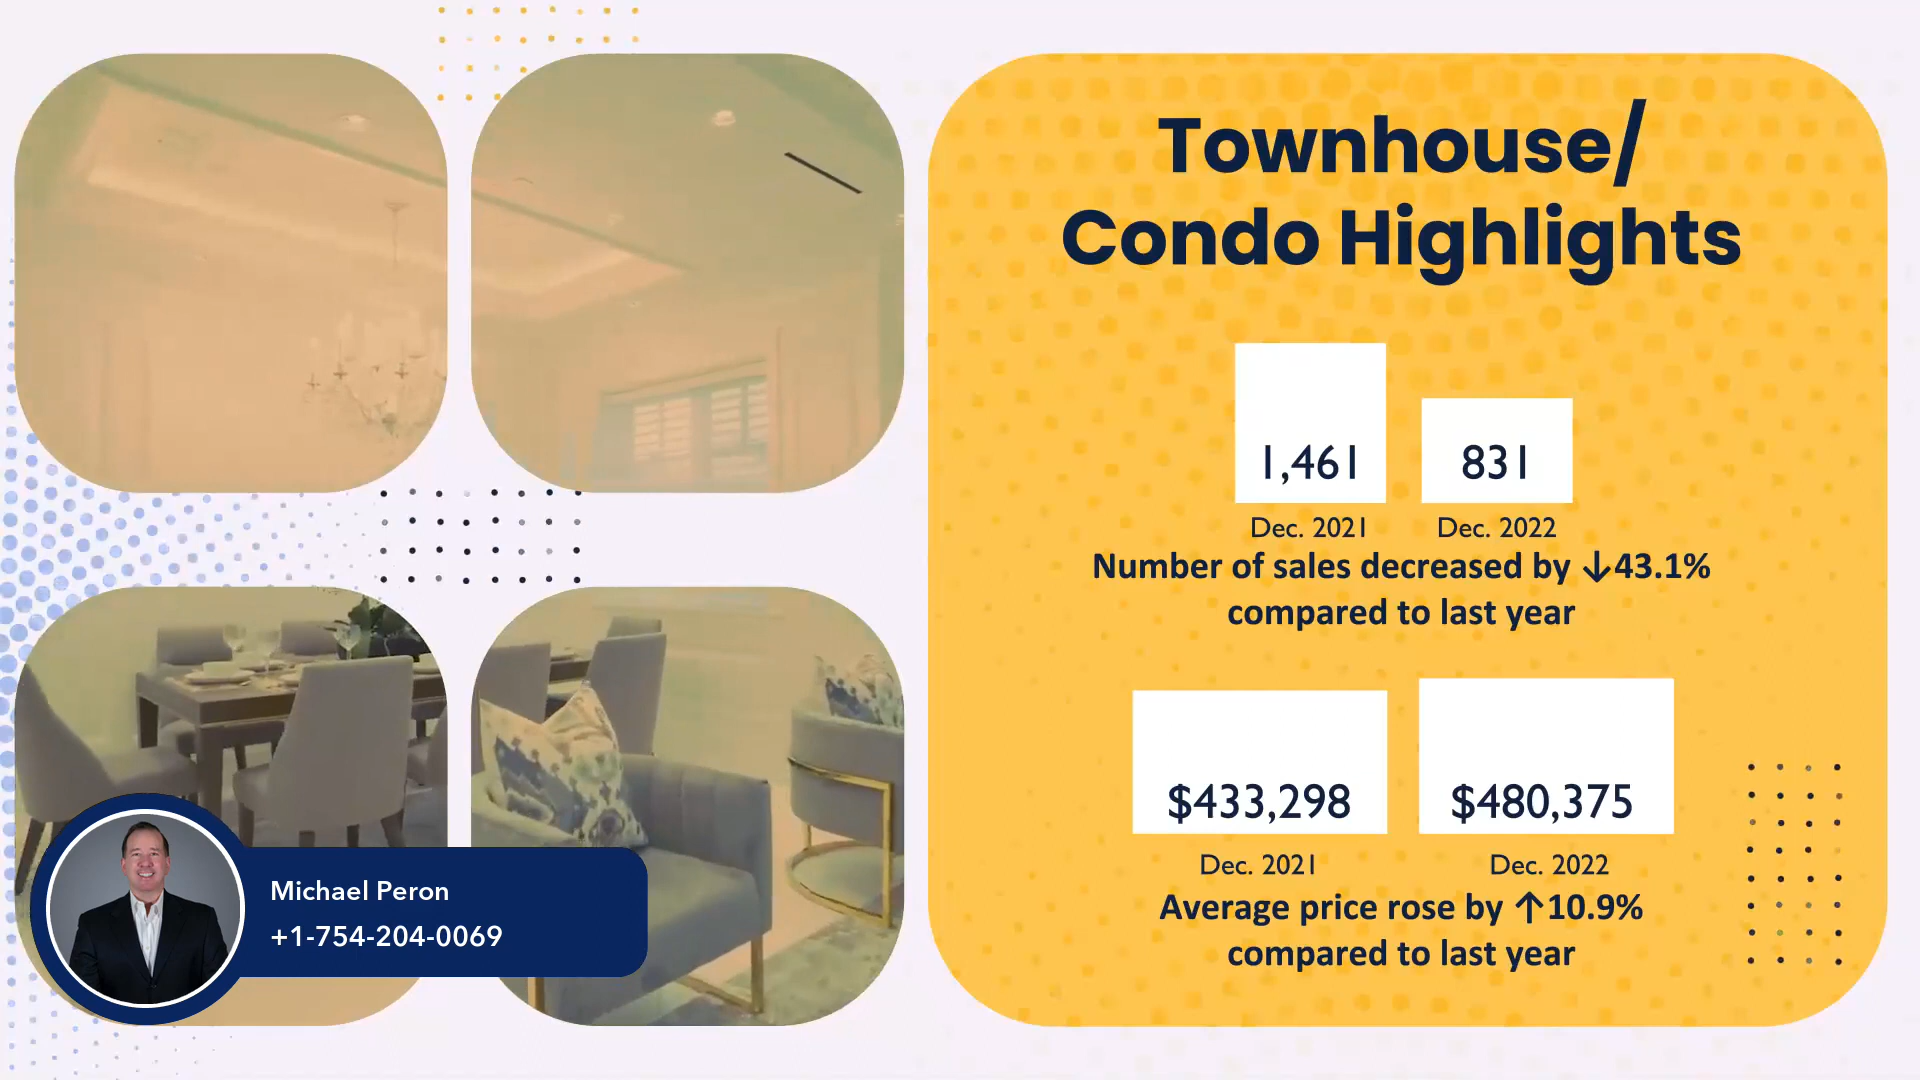 Townhouse/
Condo Highlights
1,461
831
Dec. 2021
Dec. 2022
Number of sales decreased by ↓43.1%
compared to last year
$433,298
$480,375
Dec. 2021
Dec. 2022
Average price rose by ↑10.9%
compared to last year
Michael Peron
+1-754-204-0069